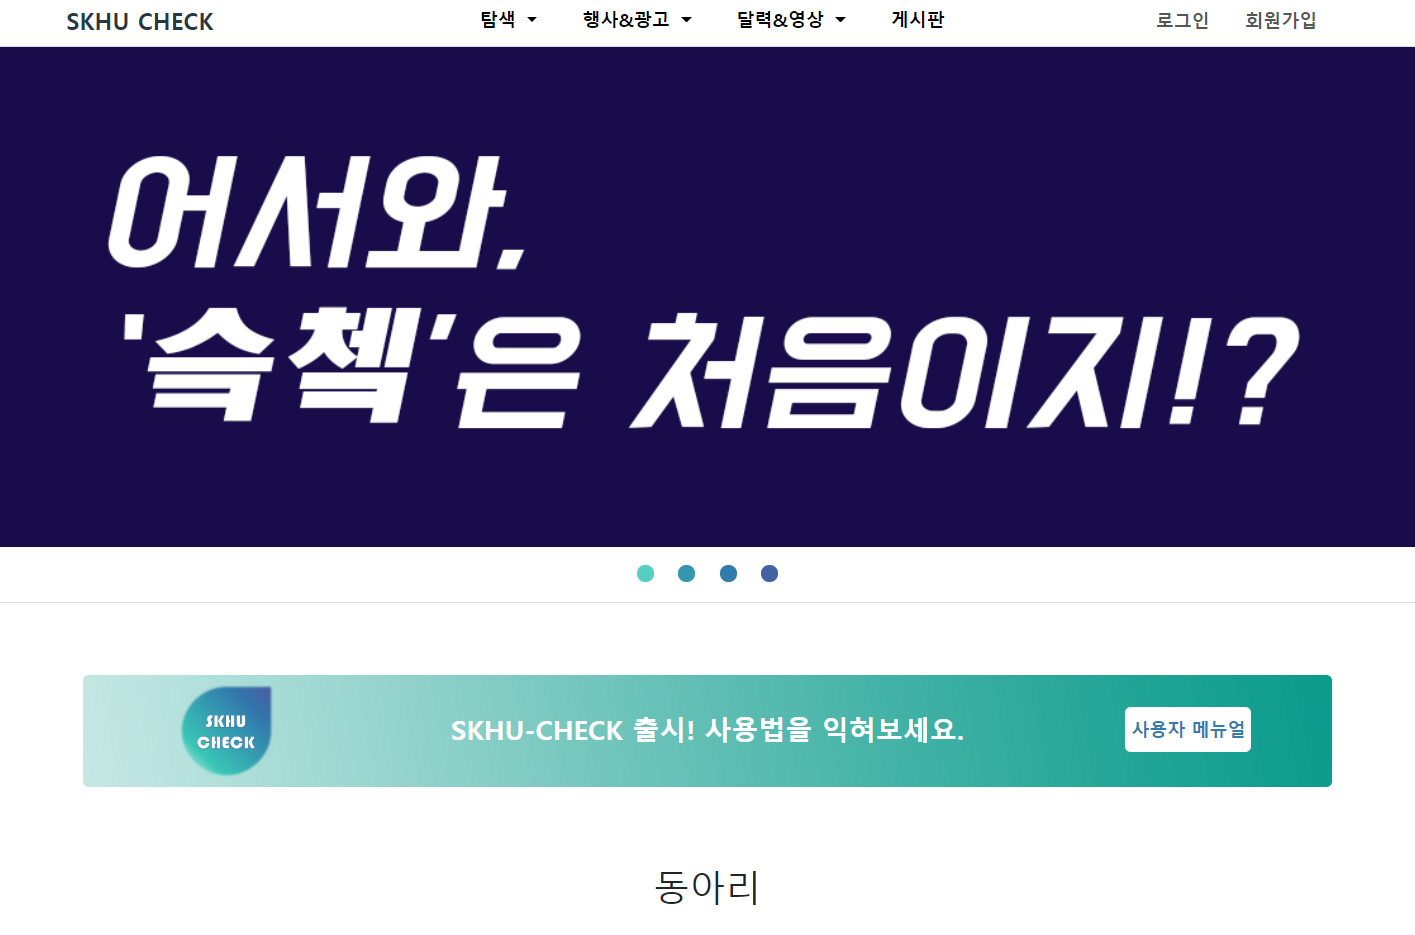 SKHU CHECK 탐색 행사&광고 달력&영상 게시판 로그인 회원가입
어서와,
'슥첵'은 처음이지!?
SKHU
CHECK
SKHU-CHECK 출시! 사용법을 익혀보세요.
사용자 메뉴얼
동아리